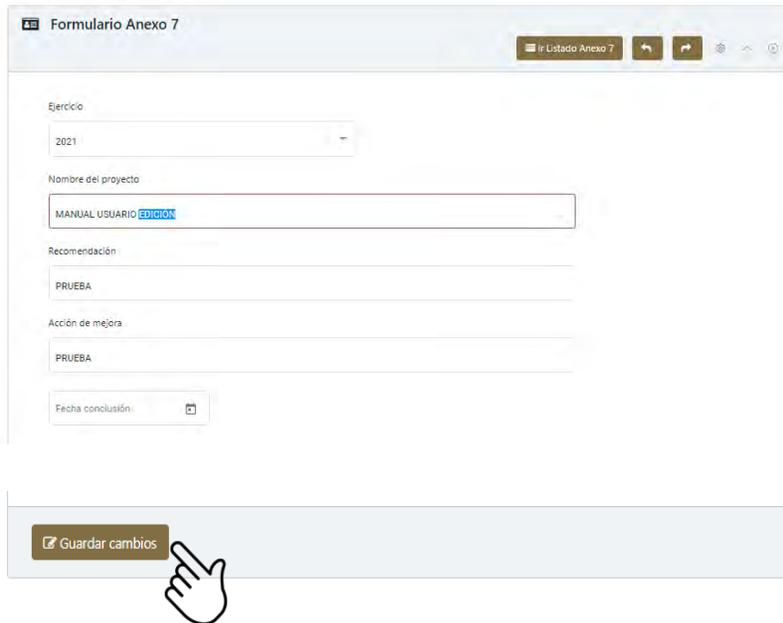 Formulario Anexo 7
Ir Listado Anexo 7
Ejercicio
2021
Nombre del proyecto
MANUAL USUARIO EDICIÓN
Recomendación
PRUEBA
Acción de mejora
PRUEBA
Fecha conclusión
Guardar cambios